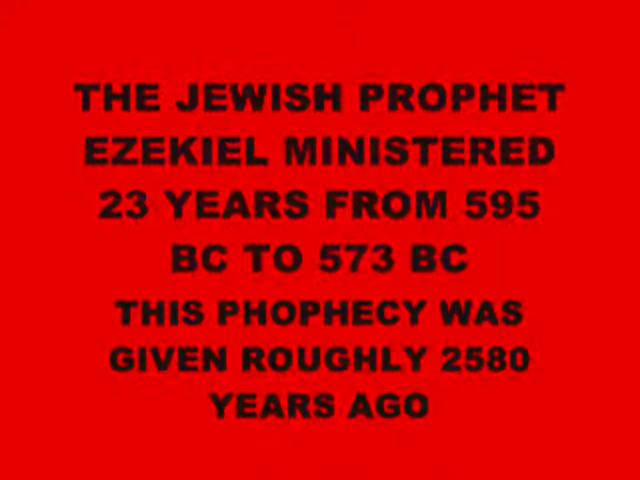 THE JEWISH PROPHET
EZEKIEL MINISTERED
23 YEARS FROM 595
BC TO 573 BC
THIS PHOPHECY WAS
GIVEN ROUGHLY 2580
YEARS AGO